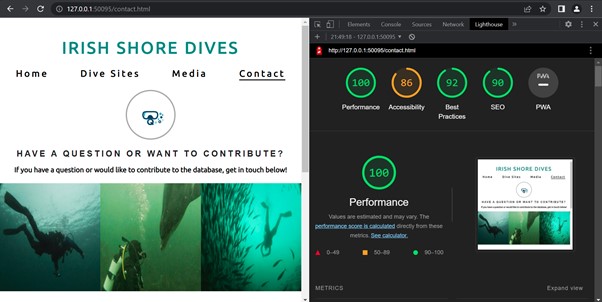 127.0.0.1:50095/contact.html
IRISH SHORE DIVES
Home Dive Sites Media Contact
HAVE A QUESTION OR WANT TO CONTRIBUTE?
If you have a question or would like to contribute to the database, get in touch below!
Elements Console Sources Network Lighthouse
21:49:18 - 127.0.0.1:50095
http://127.0.0.1:50095/contact.html
100 86 92 90 PWA
Performance Accessibility Best Practices SEO PWA
100
Performance
Values are estimated and may vary. The
performance score is calculated directly from these
metrics. See calculator.
0–49 50–89 90–100
IRISH SHORE DIVES
Home Dive Sites Media Contact
HAVE A QUESTION OR WANT TO CONTRIBUTE?
METRICS Expand view